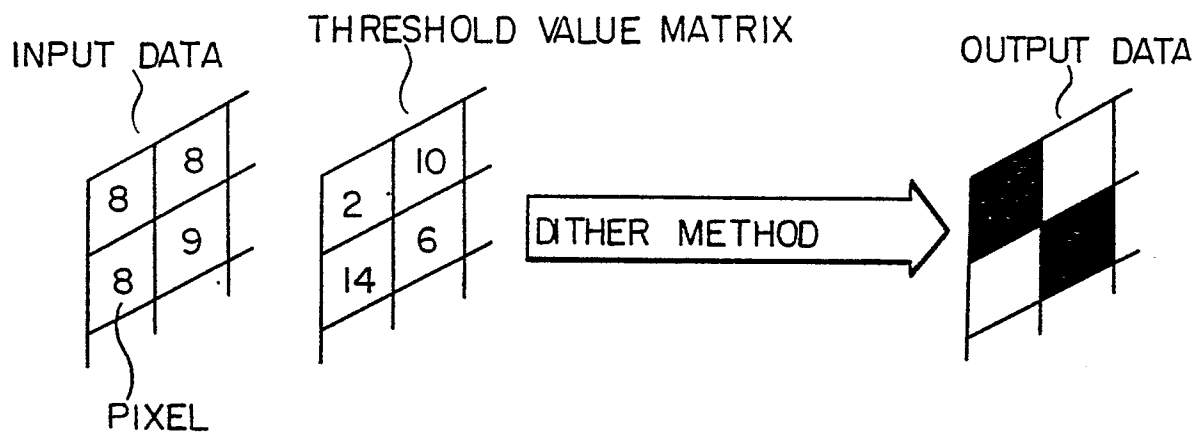 INPUT DATA
THRESHOLD VALUE MATRIX
OUTPUT DATA
8 8
8 9
2 10
14 6
DITHER METHOD
PIXEL